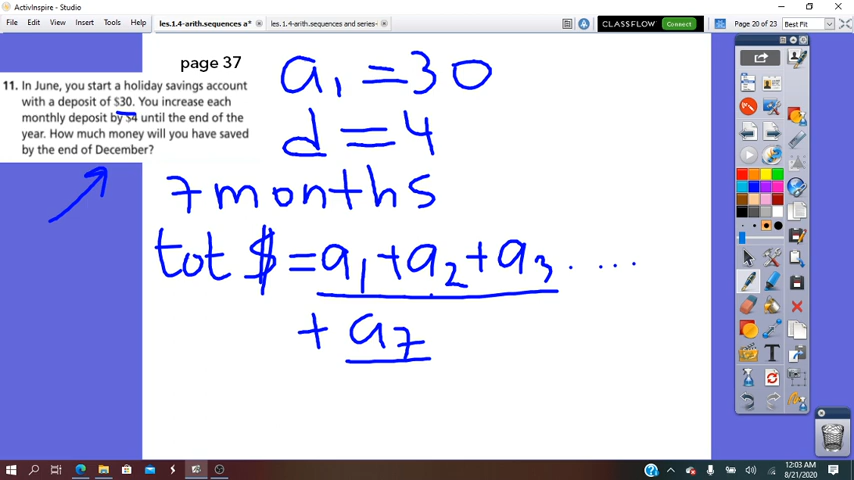 ActivInspire - Studio
File Edit View Insert Tools Help
les.1.4-arith.sequences a*
les.1.4-arith.sequences and series-
CLASSFLOW
Connect
Page 20 of 23
Best Fit
page 37
11. In June, you start a holiday savings account
with a deposit of $30. You increase each
monthly deposit by $4 until the end of the
year. How much money will you have saved
by the end of December?
a₁ = 30
d = 4
7 months
tot $ = a₁ + a₂ + a₃ .....
+ a₇
12:03 AM
8/21/2020